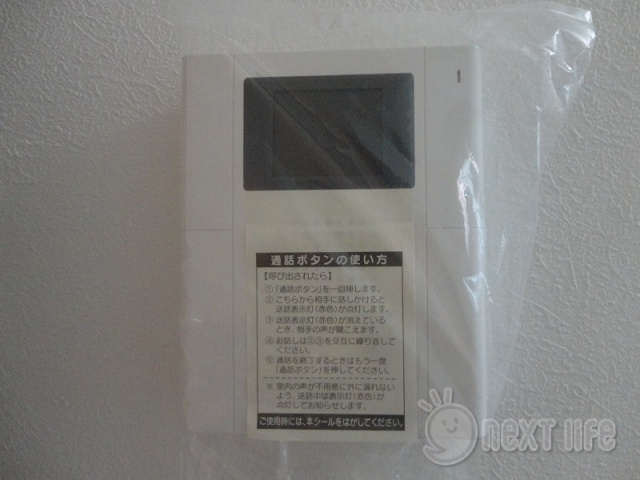 通話ボタンの使い方
【呼び出されたら】
①「通話ボタン」を一回押します。
②こちらから相手に話しかけると
送話表示灯(赤色)が点灯します。
③送話表示灯(赤色)が消えている
とき、相手の声が聞こえます。
④お話しは②③を交互に繰り返して
ください。
⑤通話を終了するときはもう一度
「通話ボタン」を押してください。
※室内の声が不用意に外に漏れない
よう、送話中は表示灯(赤色)が
点灯してお知らせします。
ご使用時には、本シールをはがしてください。
next life